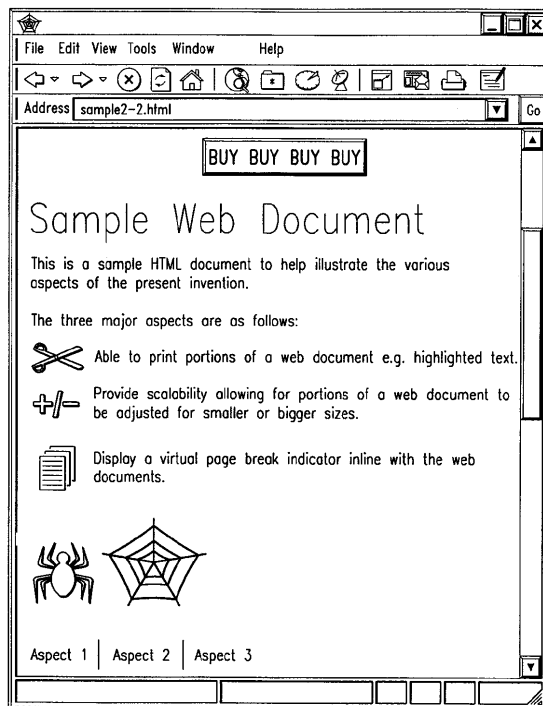 File Edit View Tools Window Help
Address sample2-2.html Go
BUY BUY BUY BUY
Sample Web Document
This is a sample HTML document to help illustrate the various
aspects of the present invention.
The three major aspects are as follows:
Able to print portions of a web document e.g. highlighted text.
+/-
Provide scalability allowing for portions of a web document to
be adjusted for smaller or bigger sizes.
Display a virtual page break indicator inline with the web
documents.
Aspect 1 Aspect 2 Aspect 3